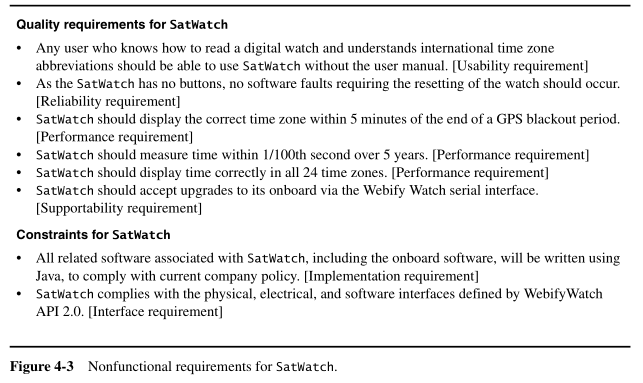 Quality requirements for SatWatch
• Any user who knows how to read a digital watch and understands international time zone
abbreviations should be able to use SatWatch without the user manual. [Usability requirement]
• As the SatWatch has no buttons, no software faults requiring the resetting of the watch should occur.
[Reliability requirement]
• SatWatch should display the correct time zone within 5 minutes of the end of a GPS blackout period.
[Performance requirement]
• SatWatch should measure time within 1/100th second over 5 years. [Performance requirement]
• SatWatch should display time correctly in all 24 time zones. [Performance requirement]
• SatWatch should accept upgrades to its onboard via the Webify Watch serial interface.
[Supportability requirement]
Constraints for SatWatch
• All related software associated with SatWatch, including the onboard software, will be written using
Java, to comply with current company policy. [Implementation requirement]
• SatWatch complies with the physical, electrical, and software interfaces defined by WebifyWatch
API 2.0. [Interface requirement]
Figure 4-3 Nonfunctional requirements for SatWatch.